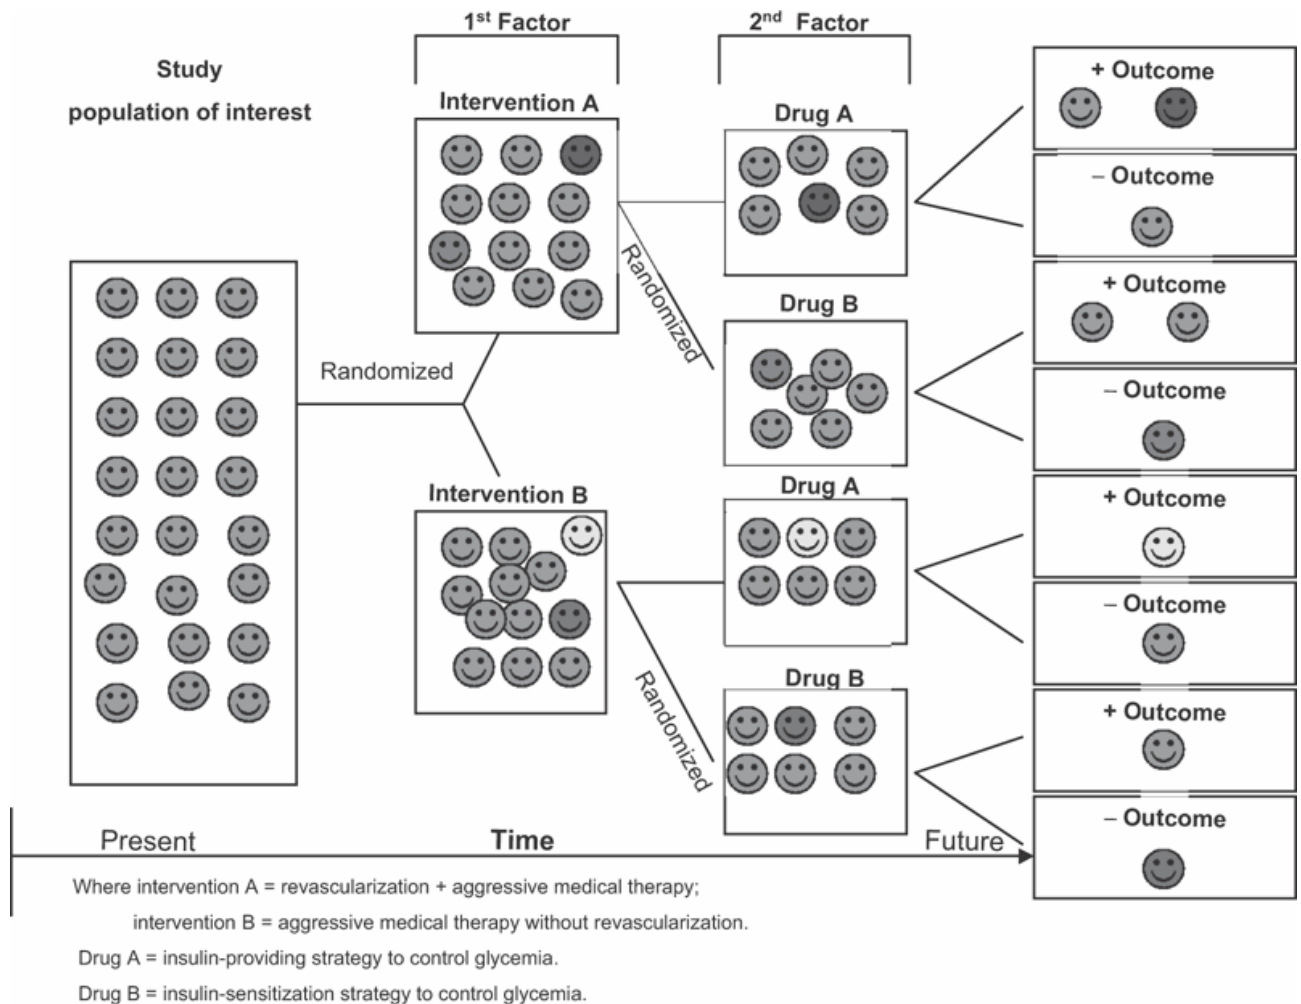 1st Factor
2nd Factor
Study
population of interest
Intervention A
Drug A
+ Outcome
– Outcome
Randomized
Drug B
+ Outcome
– Outcome
Randomized
Intervention B
Drug A
+ Outcome
– Outcome
Randomized
Drug B
+ Outcome
– Outcome
Present
Time
Future
Where intervention A = revascularization + aggressive medical therapy;
intervention B = aggressive medical therapy without revascularization.
Drug A = insulin-providing strategy to control glycemia.
Drug B = insulin-sensitization strategy to control glycemia.